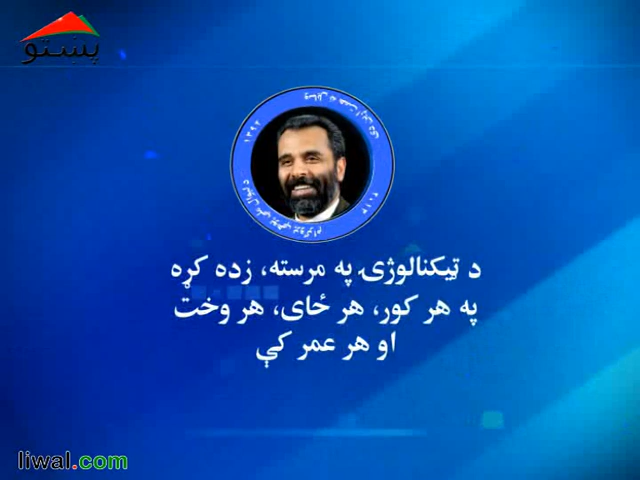 پښتو
د ټیکنالوژۍ په مرسته، زده کړه
په هر کور، هر ځای، هر وخت
او هر عمر کې
liwal.com